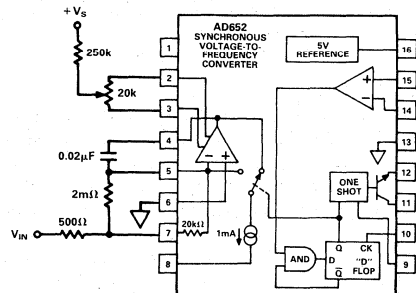 +VS
250k
20k
0.02µF
2mΩ
500Ω
VIN
AD652
SYNCHRONOUS
VOLTAGE-TO-
FREQUENCY
CONVERTER
5V
REFERENCE
1
2
3
4
5
6
7
8
16
15
14
13
12
11
10
9
+
−
−
+
20kΩ
1mA
ONE
SHOT
AND
Q
CK
D
"D"
FLOP
Q̅